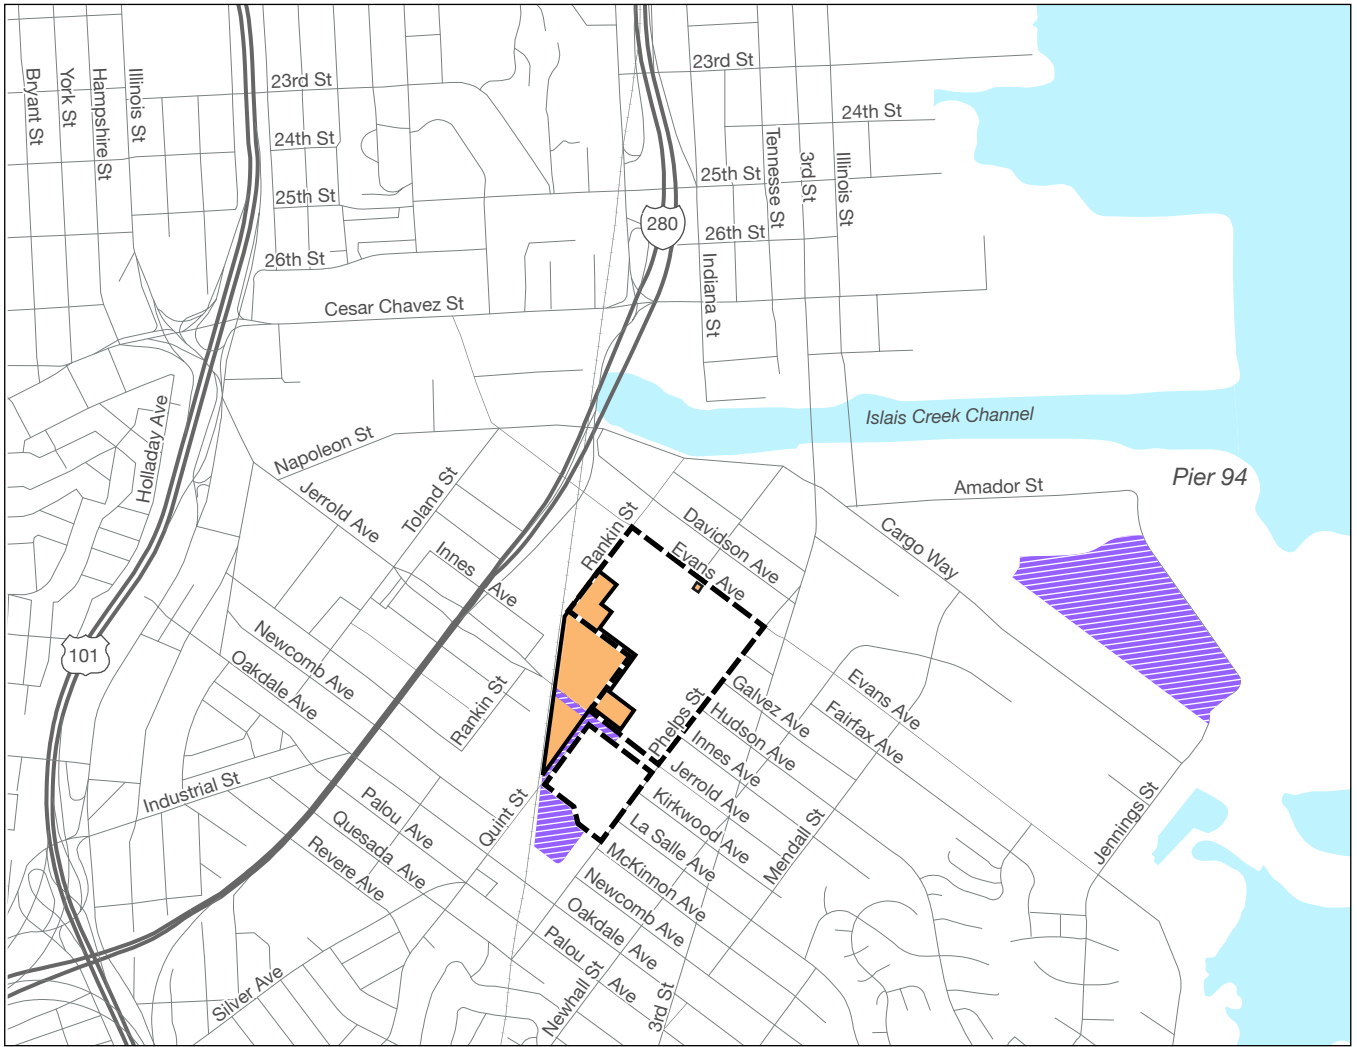 23rd St
23rd St
Bryant St
York St
Hampshire St
Illinois St
24th St
24th St
Tennesse St
3rd St
Illinois St
25th St
25th St
280
26th St
26th St
Indiana St
Cesar Chavez St
Holladay Ave
Islais Creek Channel
Napoleon St
Pier 94
Amador St
Jerrold Ave
Toland St
Rankin St
Davidson Ave
Cargo Way
Evans Ave
Innes Ave
101
Newcomb Ave
Oakdale Ave
Rankin St
Phelps St
Galvez Ave
Evans Ave
Hudson Ave
Fairfax Ave
Innes Ave
Jerrold Ave
Industrial St
Quint St
Palou Ave
Quesada Ave
Revere Ave
Kirkwood Ave
La Salle Ave
Mendall St
Jennings St
McKinnon Ave
Newcomb Ave
Oakdale Ave
Palou Ave
Silver Ave
Newhall St
3rd St